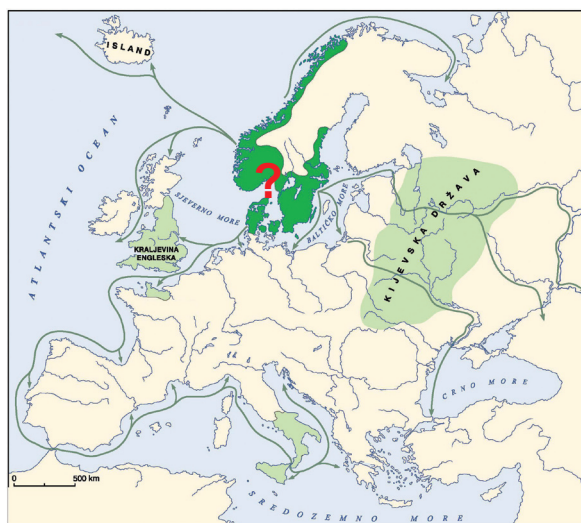 ISLAND
ATLANTSKI OCEAN
SJEVERNO MORE
?
BALTIČKO MORE
KRALJEVINA
ENGLESKA
KIJEVSKA DRŽAVA
CRNO MORE
0 500 km
SREDOZEMNO MORE